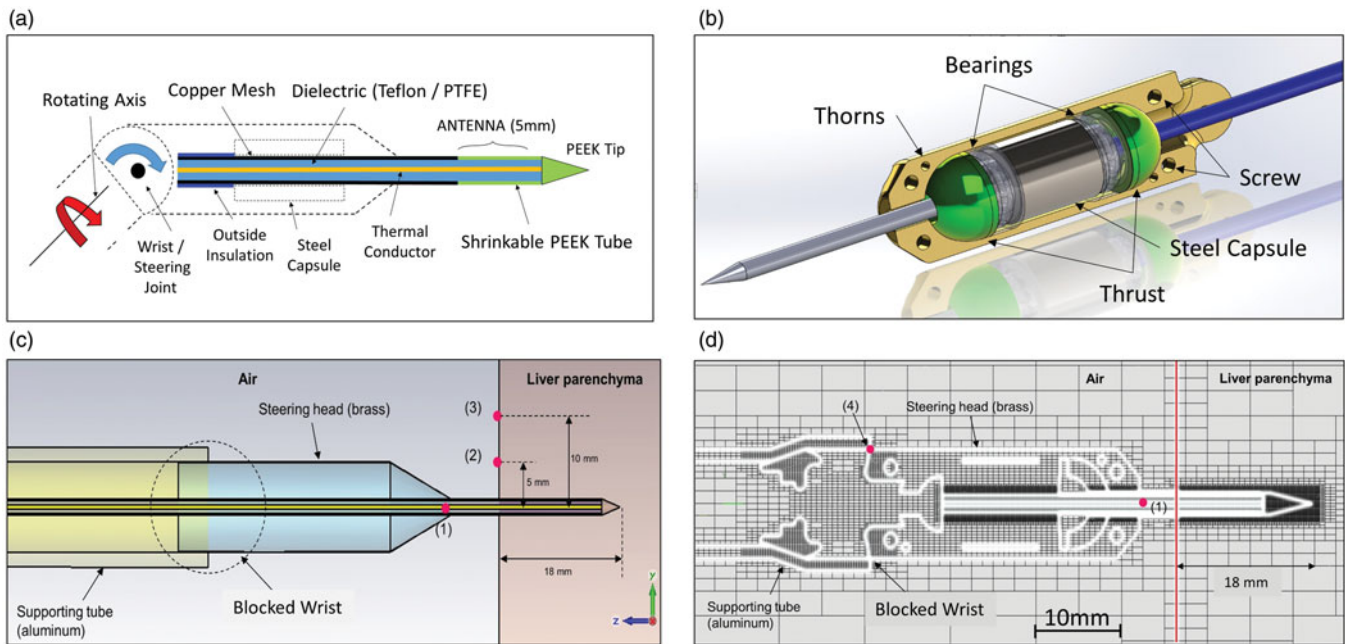 (a)
Rotating Axis
Copper Mesh
Dielectric (Teflon / PTFE)
ANTENNA (5mm)
PEEK Tip
Wrist /
Steering
Joint
Outside
Insulation
Steel
Capsule
Thermal
Conductor
Shrinkable PEEK Tube
(b)
Bearings
Thorns
Screw
Steel Capsule
Thrust
(c)
Air
Liver parenchyma
Steering head (brass)
(3)
(2)
10 mm
5 mm
(1)
18 mm
Supporting tube
(aluminum)
Blocked Wrist
y
z
(d)
Air
Liver parenchyma
(4)
Steering head (brass)
(1)
18 mm
Supporting tube
(aluminum)
Blocked Wrist
10mm